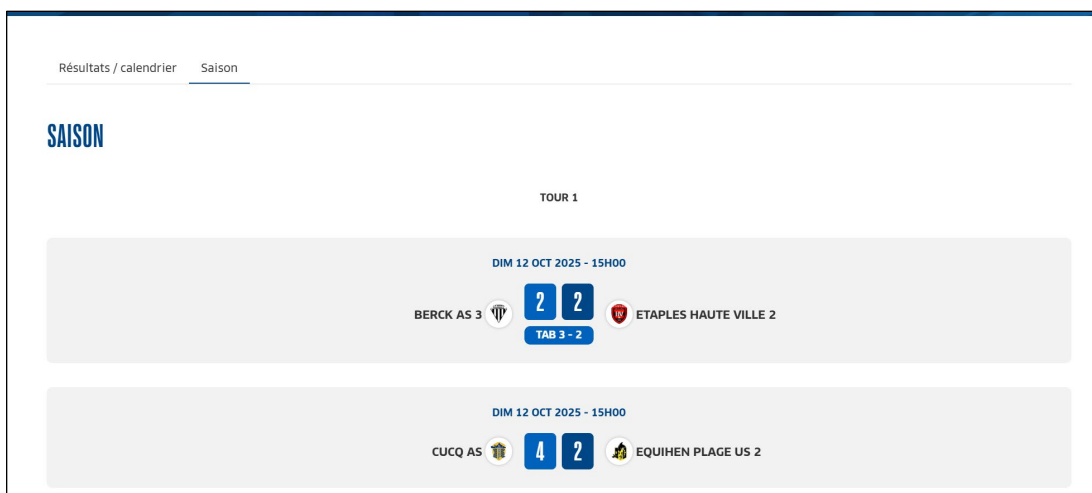 Résultats / calendrier Saison
SAISON
TOUR 1
DIM 12 OCT 2025 - 15H00
BERCK AS 3 2 2 ETAPLES HAUTE VILLE 2
TAB 3 - 2
DIM 12 OCT 2025 - 15H00
CUCQ AS 4 2 EQUIHEN PLAGE US 2